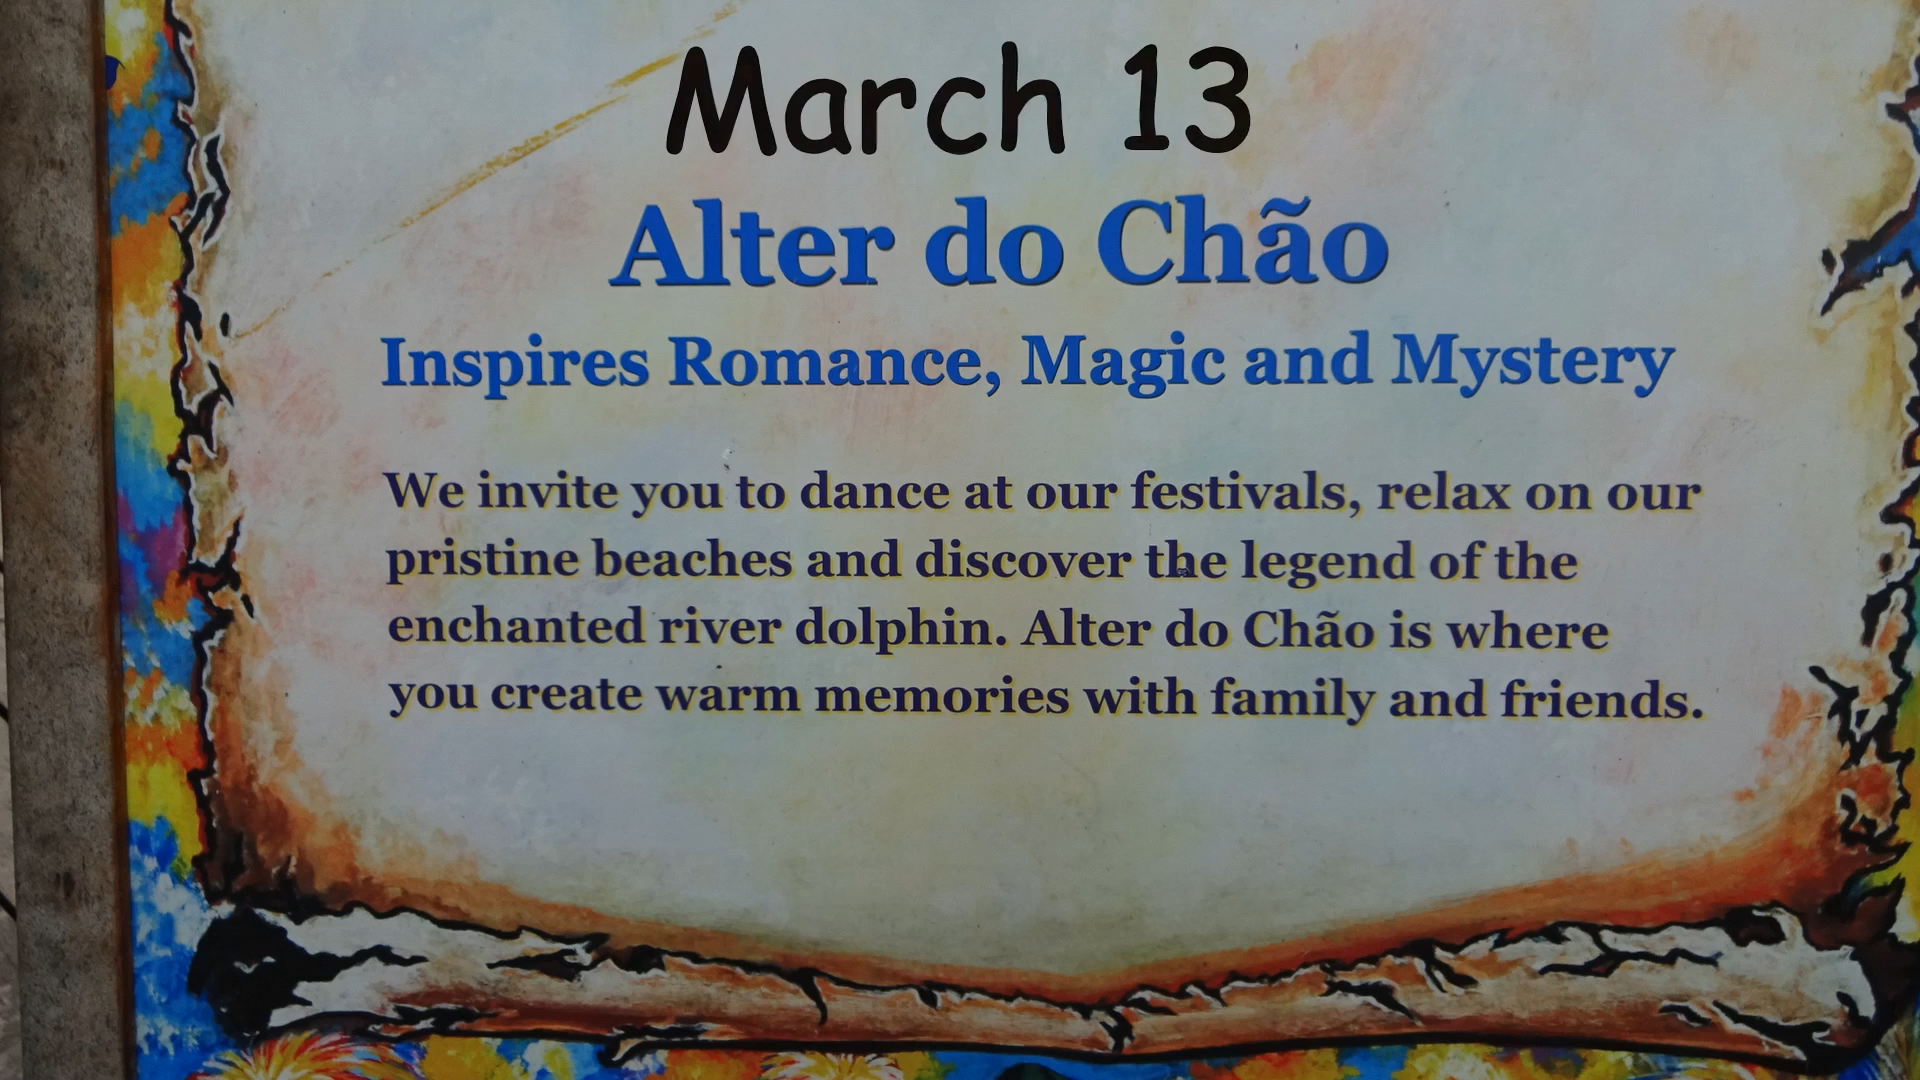 March 13
Alter do Chão
Inspires Romance, Magic and Mystery
We invite you to dance at our festivals, relax on our
pristine beaches and discover the legend of the
enchanted river dolphin. Alter do Chão is where
you create warm memories with family and friends.